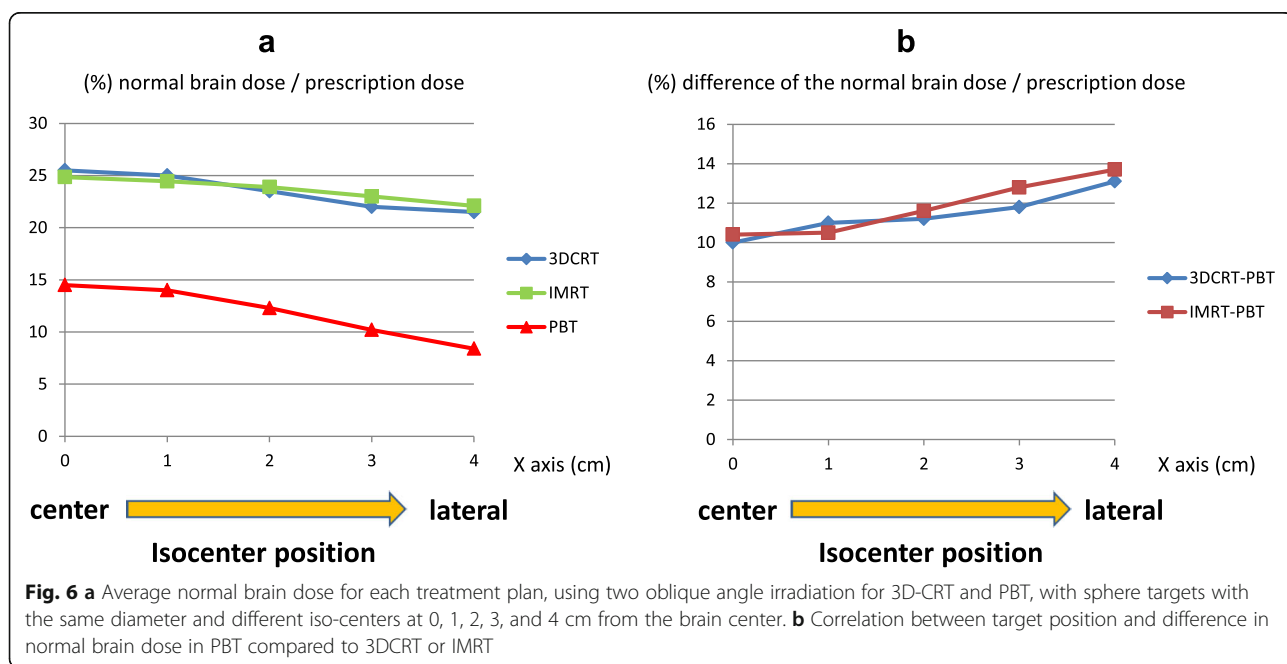 a
(%) normal brain dose / prescription dose
30
25
20
15
10
5
0
0 1 2 3 4 X axis (cm)
3DCRT
IMRT
PBT
center lateral
Isocenter position
b
(%) difference of the normal brain dose / prescription dose
16
14
12
10
8
6
4
2
0
0 1 2 3 4 X axis (cm)
3DCRT-PBT
IMRT-PBT
center lateral
Isocenter position
Fig. 6 a Average normal brain dose for each treatment plan, using two oblique angle irradiation for 3D-CRT and PBT, with sphere targets with
the same diameter and different iso-centers at 0, 1, 2, 3, and 4 cm from the brain center. b Correlation between target position and difference in
normal brain dose in PBT compared to 3DCRT or IMRT